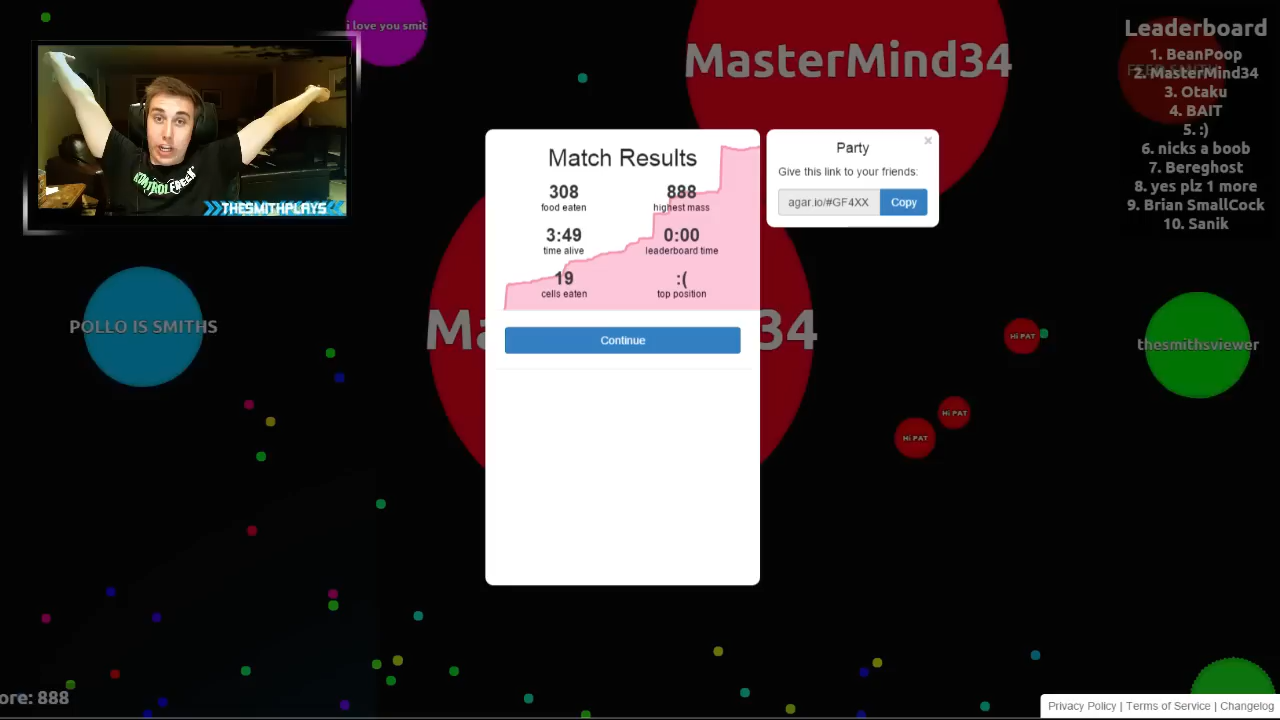 i love you smit
MasterMind34
Leaderboard
1. BeanPoop
2. MasterMind34
3. Otaku
4. BAIT
5. :)
6. nicks a boob
7. Bereghost
8. yes plz 1 more
9. Brian SmallCock
10. Sanik
THESMITHPLAYS
Match Results
308
food eaten
888
highest mass
3:49
time alive
0:00
leaderboard time
19
cells eaten
:(
top position
Continue
Party
×
Give this link to your friends:
agar.io/#GF4XX
Copy
POLLO IS SMITHS
Ma
34
Hi PAT
thesmithsviewer
Hi PAT
Hi PAT
ore: 888
Privacy Policy | Terms of Service | Changelog